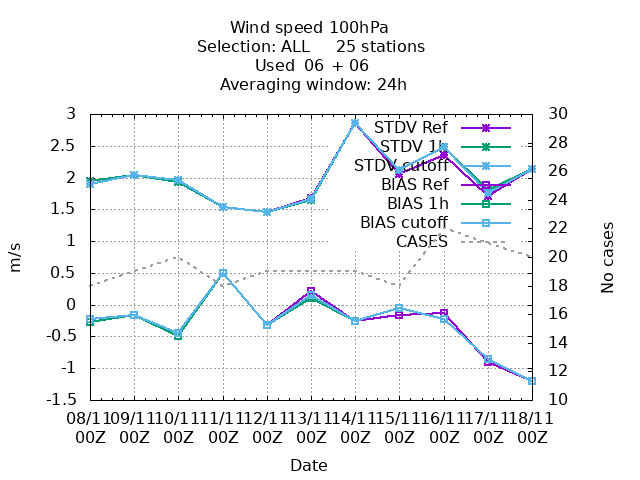 Wind speed 100hPa
Selection: ALL 25 stations
Used 06 + 06
Averaging window: 24h
3
2.5
2
1.5
1
0.5
0
-0.5
-1
-1.5
m/s
30
28
26
24
22
20
18
16
14
12
10
No cases
STDV Ref
STDV 1h
STDV cutoff
BIAS Ref
BIAS 1h
BIAS cutoff
CASES
08/11 09/11 10/11 11/11 12/11 13/11 14/11 15/11 16/11 17/11 18/11
00Z 00Z 00Z 00Z 00Z 00Z 00Z 00Z 00Z 00Z 00Z
Date